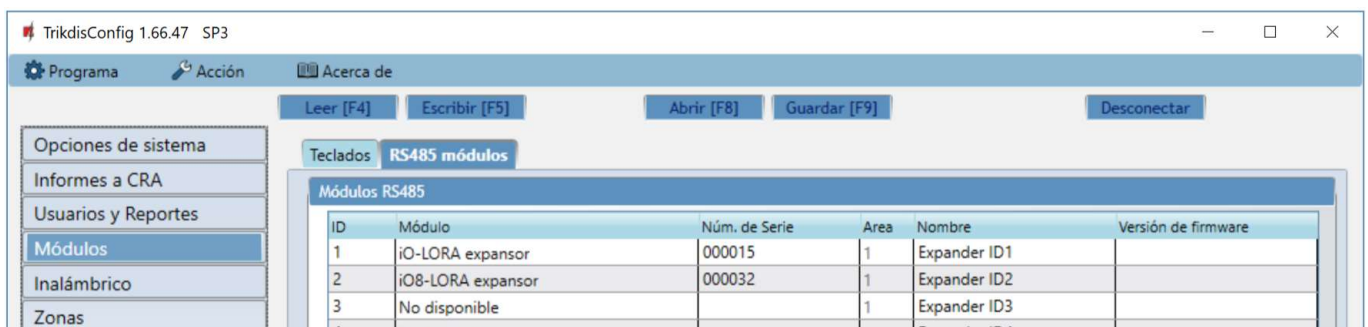 TrikdisConfig 1.66.47 SP3
Programa Acción Acerca de
Leer [F4] Escribir [F5] Abrir [F8] Guardar [F9] Desconectar
Opciones de sistema
Informes a CRA
Usuarios y Reportes
Módulos
Inalámbrico
Zonas
Teclados RS485 módulos
Módulos RS485
ID Módulo Núm. de Serie Area Nombre Versión de firmware
1 iO-LORA expansor 000015 1 Expander ID1
2 iO8-LORA expansor 000032 1 Expander ID2
3 No disponible 1 Expander ID3